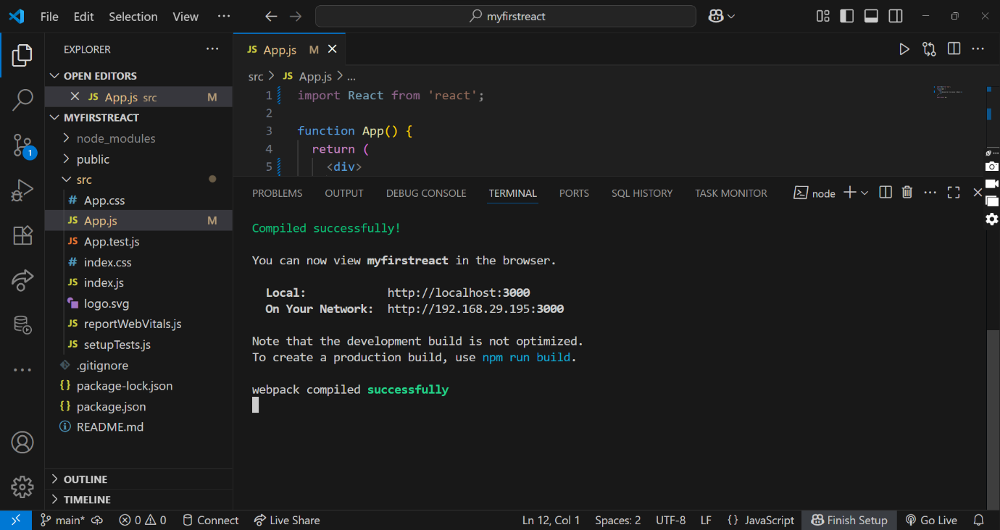 File Edit Selection View ··· myfirstreact
EXPLORER ···
OPEN EDITORS
JS App.js src M
MYFIRSTREACT
node_modules
public
src
# App.css
JS App.js M
JS App.test.js
# index.css
JS index.js
logo.svg
JS reportWebVitals.js
JS setupTests.js
.gitignore
{} package-lock.json
{} package.json
README.md
OUTLINE
TIMELINE
1
JS App.js M
src > JS App.js > ...
1 import React from 'react';
2
3 function App() {
4 return (
5 <div>
PROBLEMS OUTPUT DEBUG CONSOLE TERMINAL PORTS SQL HISTORY TASK MONITOR node
Compiled successfully!
You can now view myfirstreact in the browser.
Local: http://localhost:3000
On Your Network: http://192.168.29.195:3000
Note that the development build is not optimized.
To create a production build, use npm run build.
webpack compiled successfully
main* 0 0 Connect Live Share Ln 12, Col 1 Spaces: 2 UTF-8 LF {} JavaScript Finish Setup Go Live